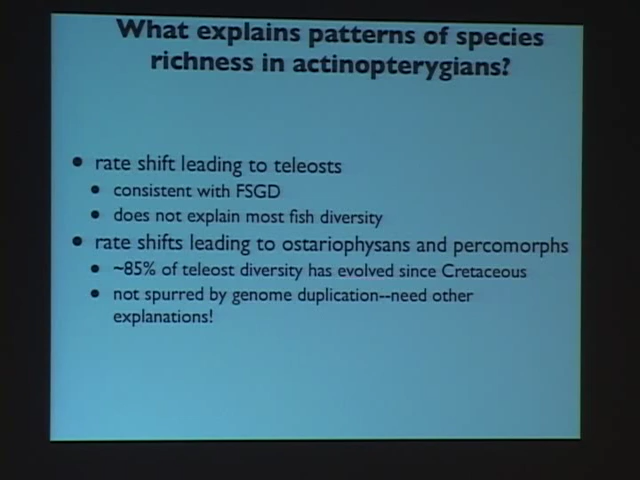 What explains patterns of species
richness in actinopterygians?
• rate shift leading to teleosts
• consistent with FSGD
• does not explain most fish diversity
• rate shifts leading to ostariophysans and percomorphs
• ~85% of teleost diversity has evolved since Cretaceous
• not spurred by genome duplication--need other
explanations!